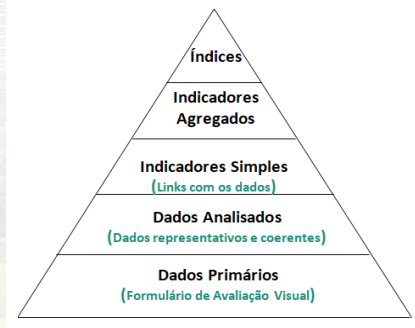 Índices
Indicadores
Agregados
Indicadores Simples
(Links com os dados)
Dados Analisados
(Dados representativos e coerentes)
Dados Primários
(Formulário de Avaliação Visual)